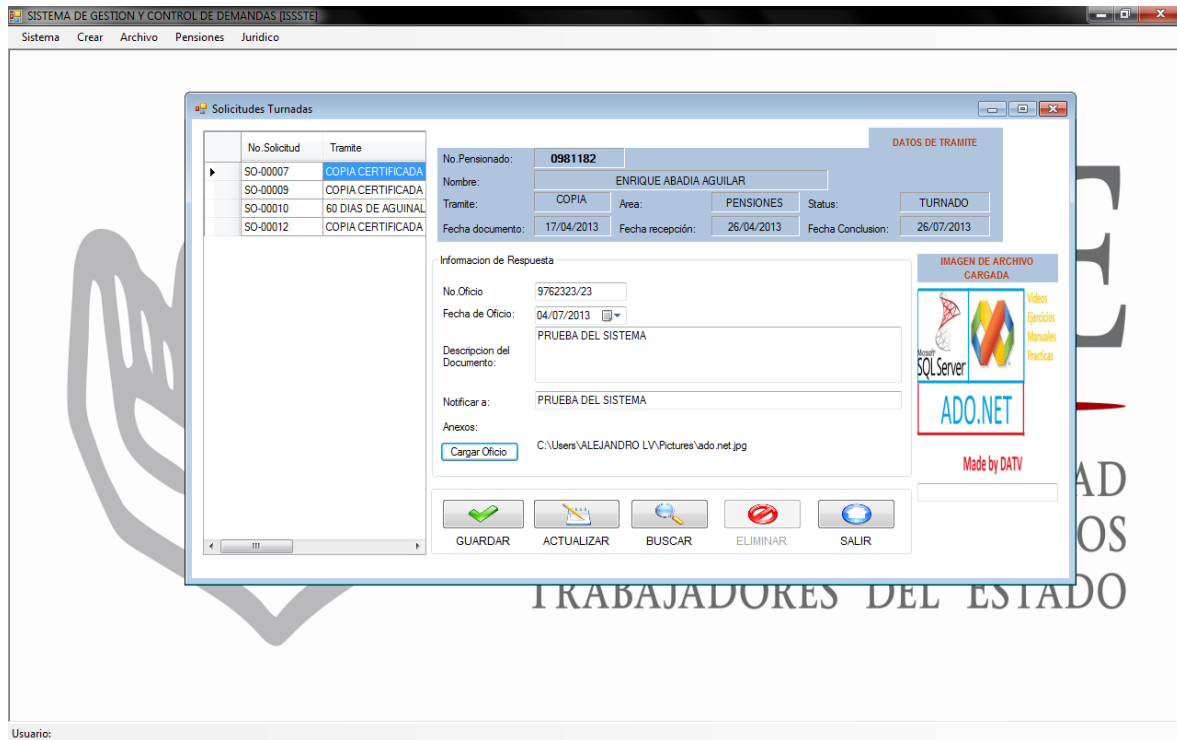 SISTEMA DE GESTION Y CONTROL DE DEMANDAS [ISSSTE]
Sistema Crear Archivo Pensiones Juridico
Solicitudes Turnadas
No.Solicitud Tramite
SO-00007 COPIA CERTIFICADA
SO-00009 COPIA CERTIFICADA
SO-00010 60 DIAS DE AGUINAL
SO-00012 COPIA CERTIFICADA
DATOS DE TRAMITE
No.Pensionado: 0981182
Nombre: ENRIQUE ABADIA AGUILAR
Tramite: COPIA Area: PENSIONES Status: TURNADO
Fecha documento: 17/04/2013 Fecha recepción: 26/04/2013 Fecha Conclusion: 26/07/2013
Informacion de Respuesta
No.Oficio 9762323/23
Fecha de Oficio: 04/07/2013
Descripcion del
Documento:
PRUEBA DEL SISTEMA
Notificar a: PRUEBA DEL SISTEMA
Anexos:
Cargar Oficio C:\Users\ALEJANDRO LV\Pictures\ado.net.jpg
IMAGEN DE ARCHIVO
CARGADA
Microsoft
SQL Server
Videos
Ejercicios
Manuales
Practicas
ADO.NET
Made by DATV
GUARDAR ACTUALIZAR BUSCAR ELIMINAR SALIR
E
AD
OS
TRABAJADORES DEL ESTADO
Usuario: